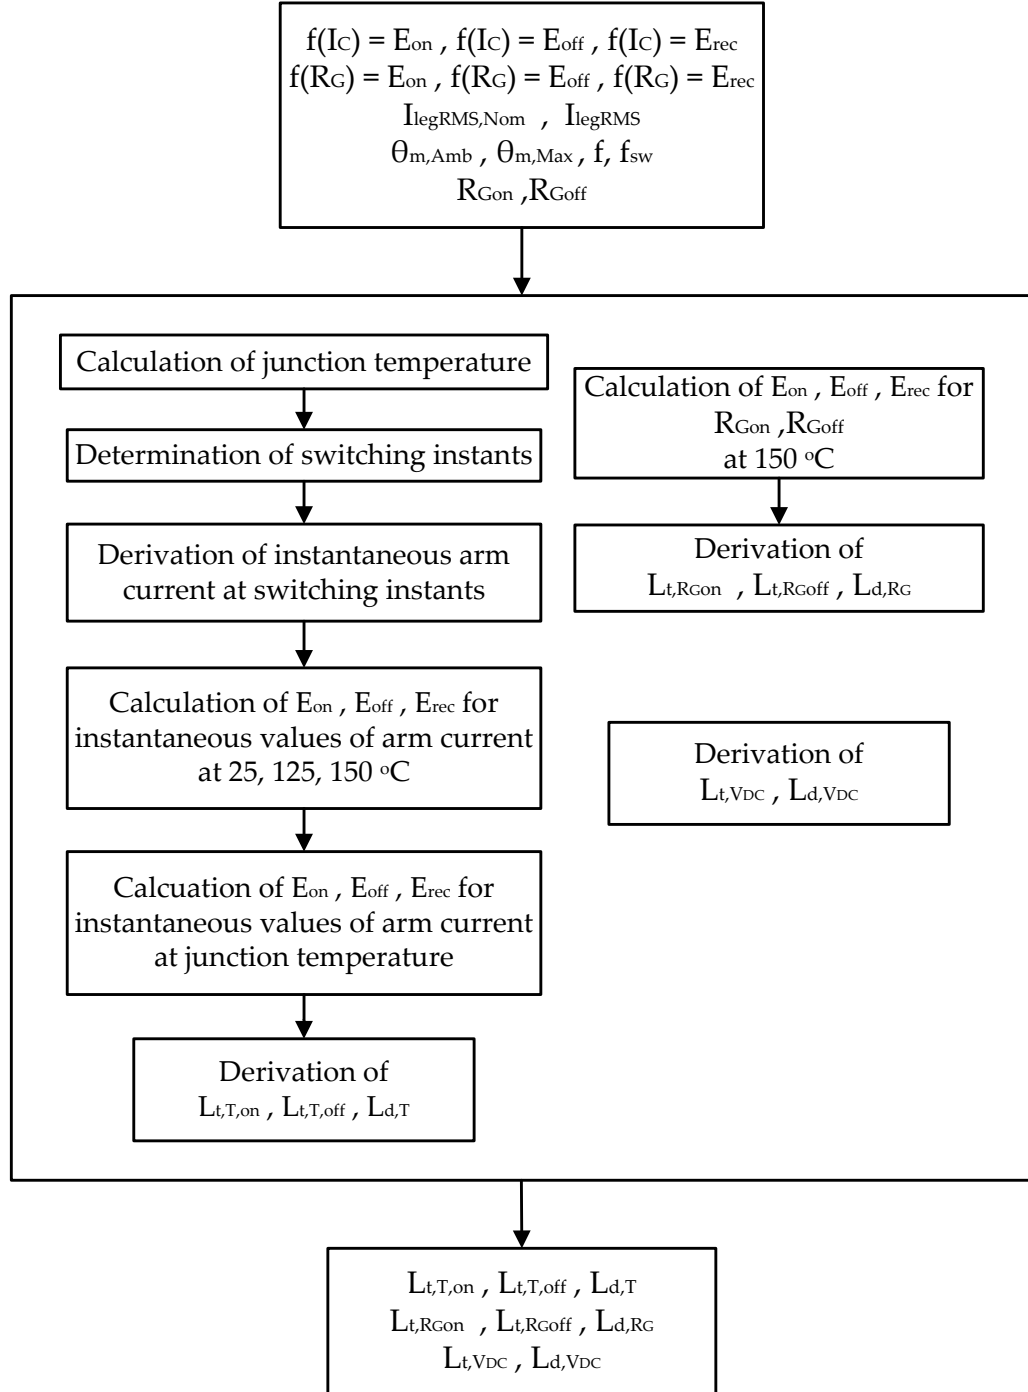 f(IC) = Eon , f(IC) = Eoff , f(IC) = Erec
f(RG) = Eon , f(RG) = Eoff , f(RG) = Erec
IlegRMS,Nom , IlegRMS
θm,Amb , θm,Max , f, fsw
RGon ,RGoff
Calculation of junction temperature
Determination of switching instants
Derivation of instantaneous arm
current at switching instants
Calculation of Eon , Eoff , Erec for
instantaneous values of arm current
at 25, 125, 150 ºC
Calcuation of Eon , Eoff , Erec for
instantaneous values of arm current
at junction temperature
Derivation of
Lt,T,on , Lt,T,off , Ld,T
Calculation of Eon , Eoff , Erec for
RGon ,RGoff
at 150 ºC
Derivation of
Lt,RGon , Lt,RGoff , Ld,RG
Derivation of
Lt,VDC , Ld,VDC
Lt,T,on , Lt,T,off , Ld,T
Lt,RGon , Lt,RGoff , Ld,RG
Lt,VDC , Ld,VDC